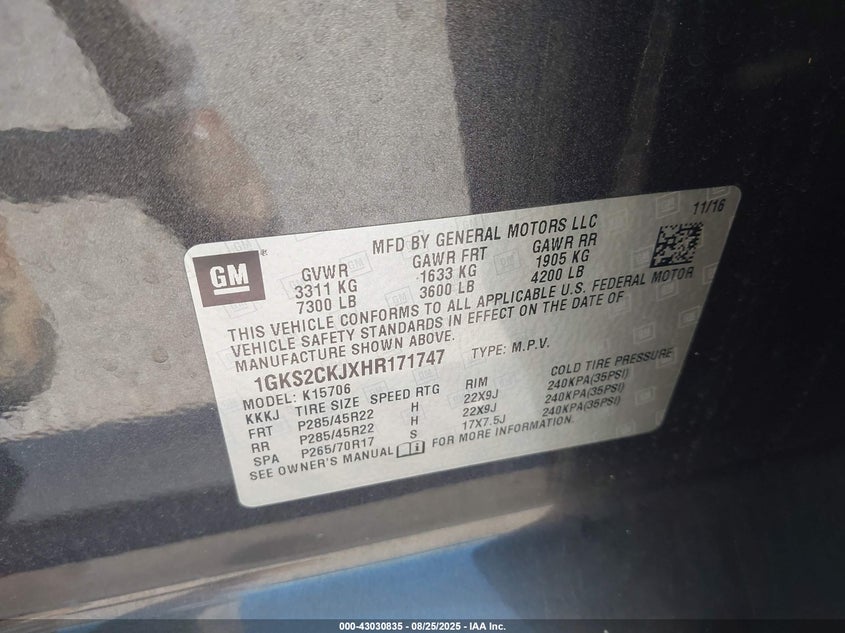 11/16
MFD BY GENERAL MOTORS LLC
GM
GVWR GAWR FRT GAWR RR
3311 KG 1633 KG 1905 KG
7300 LB 3600 LB 4200 LB
THIS VEHICLE CONFORMS TO ALL APPLICABLE U.S. FEDERAL MOTOR
VEHICLE SAFETY STANDARDS IN EFFECT ON THE DATE OF
MANUFACTURE SHOWN ABOVE.
1GKS2CKJXHR171747 TYPE: M.P.V.
MODEL: K15706
KKKJ TIRE SIZE SPEED RTG RIM COLD TIRE PRESSURE
FRT P285/45R22 H 22X9J 240KPA(35PSI)
RR P285/45R22 H 22X9J 240KPA(35PSI)
SPA P265/70R17 S 17X7.5J 240KPA(35PSI)
SEE OWNER'S MANUAL FOR MORE INFORMATION.
000-43030835 - 08/25/2025 - IAA Inc.